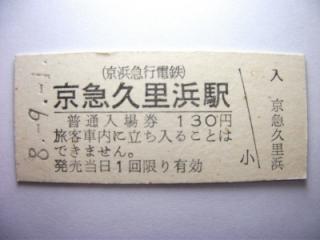 8.-9.-1.
(京浜急行電鉄)
京急久里浜駅
普通入場券 130円
旅客車内に立ち入ることは
できません。
発売当日1回限り有効
小
入
京急久里浜